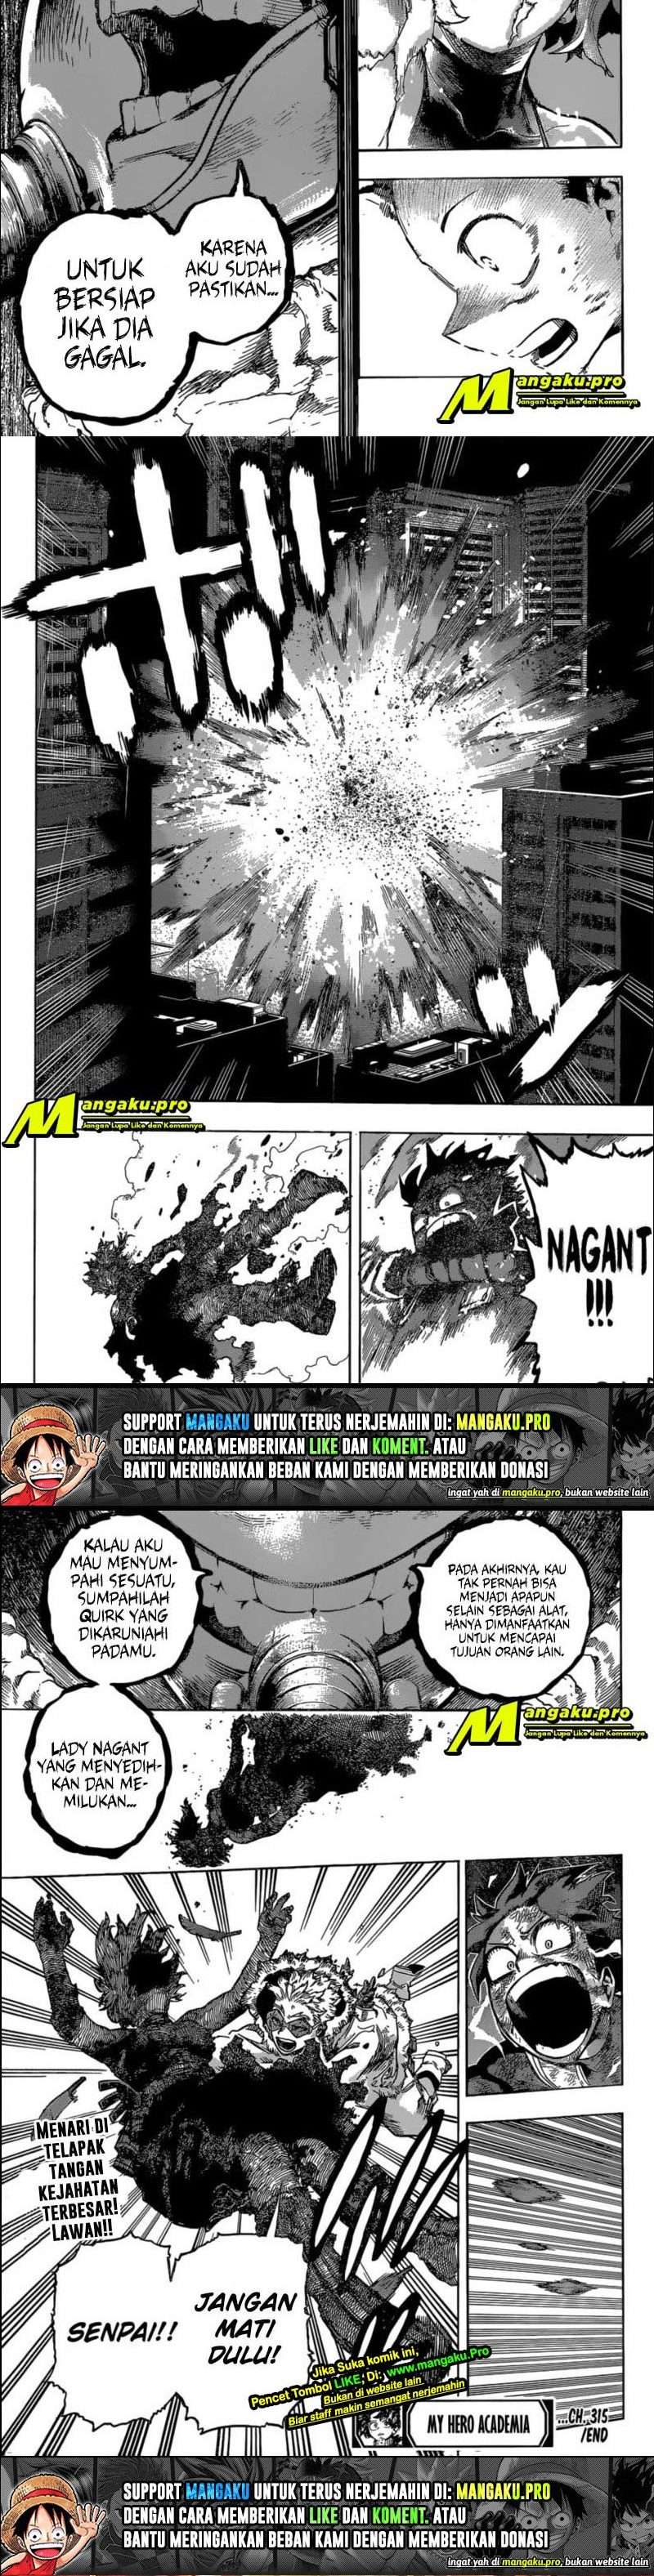 KARENA
AKU SUDAH
PASTIKAN...
UNTUK
BERSIAP
JIKA DIA
GAGAL.
Mangaku.pro
Jangan Lupa Like dan Komennya
Mangaku.pro
Jangan Lupa Like dan Komennya
NAGANT
!!!
SUPPORT MANGAKU UNTUK TERUS NERJEMAHIN DI: MANGAKU.PRO
DENGAN CARA MEMBERIKAN LIKE DAN KOMENT. ATAU
BANTU MERINGANKAN BEBAN KAMI DENGAN MEMBERIKAN DONASI
ingat yah di mangaku.pro, bukan website lain
PADA AKHIRNYA, KAU
TAK PERNAH BISA
MENJADI APAPUN
SELAIN SEBAGAI ALAT,
HANYA DIMANFAATKAN
UNTUK MENCAPAI
TUJUAN ORANG LAIN.
KALAU AKU
MAU MENYUM-
PAHI SESUATU,
SUMPAHILAH
QUIRK YANG
DIKARUNIAHI
PADAMU.
Mangaku.pro
Jangan Lupa Like dan Komennya
LADY NAGANT
YANG MENYEDIH-
KAN DAN ME-
MILUKAN...
MENARI DI
TELAPAK
TANGAN
KEJAHATAN
TERBESAR!
LAWAN!!
JANGAN
MATI
DULU!
SENPAI!!
Jika Suka komik ini,
Pencet Tombol LIKE, Di: www.mangaku.Pro
Bukan di website lain
Biar staff makin semangat nerjemahin
MY HERO ACADEMIA
...CH. 315
/END
SUPPORT MANGAKU UNTUK TERUS NERJEMAHIN DI: MANGAKU.PRO
DENGAN CARA MEMBERIKAN LIKE DAN KOMENT. ATAU
BANTU MERINGANKAN BEBAN KAMI DENGAN MEMBERIKAN DONASI
ingat yah di mangaku.pro, bukan website lain